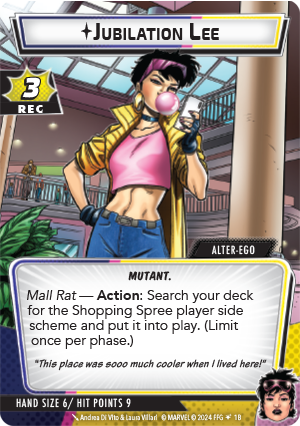 JUBILATION LEE
3
REC
ALTER-EGO
MUTANT.
Mall Rat — Action: Search your deck
for the Shopping Spree player side
scheme and put it into play. (Limit
once per phase.)
"This place was sooo much cooler when I lived here!"
HAND SIZE 6/ HIT POINTS 9
Andrea Di Vito & Laura Villari © MARVEL © 2024 FFG 1B